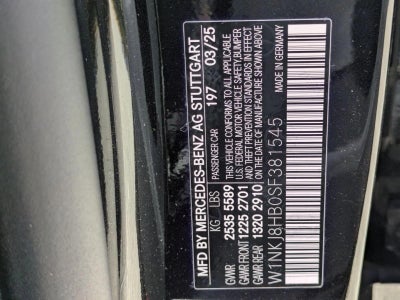 MFD BY MERCEDES-BENZ AG STUTTGART
PASSENGER CAR 197 03/25
KG LBS
GVWR 2535 5589
GAWR FRONT 1225 2701
GAWR REAR 1320 2910
THIS VEHICLE CONFORMS TO ALL APPLICABLE
U.S. FEDERAL MOTOR VEHICLE SAFETY, BUMPER
AND THEFT PREVENTION STANDARDS IN EFFECT
ON THE DATE OF MANUFACTURE SHOWN ABOVE
W1NKJ8HB0SF381545
MADE IN GERMANY